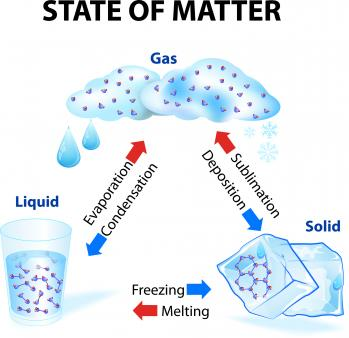 STATE OF MATTER
Gas
Evaporation
Condensation
Sublimation
Deposition
Liquid
Solid
Freezing
Melting